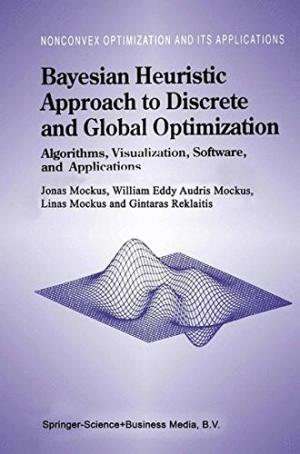 NONCONVEX OPTIMIZATION AND ITS APPLICATIONS
Bayesian Heuristic
Approach to Discrete
and Global Optimization
Algorithms, Visualization, Software,
and Applications
Jonas Mockus, William Eddy Audris Mockus,
Linas Mockus and Gintaras Reklaitis
Springer-Science+Business Media, B.V.